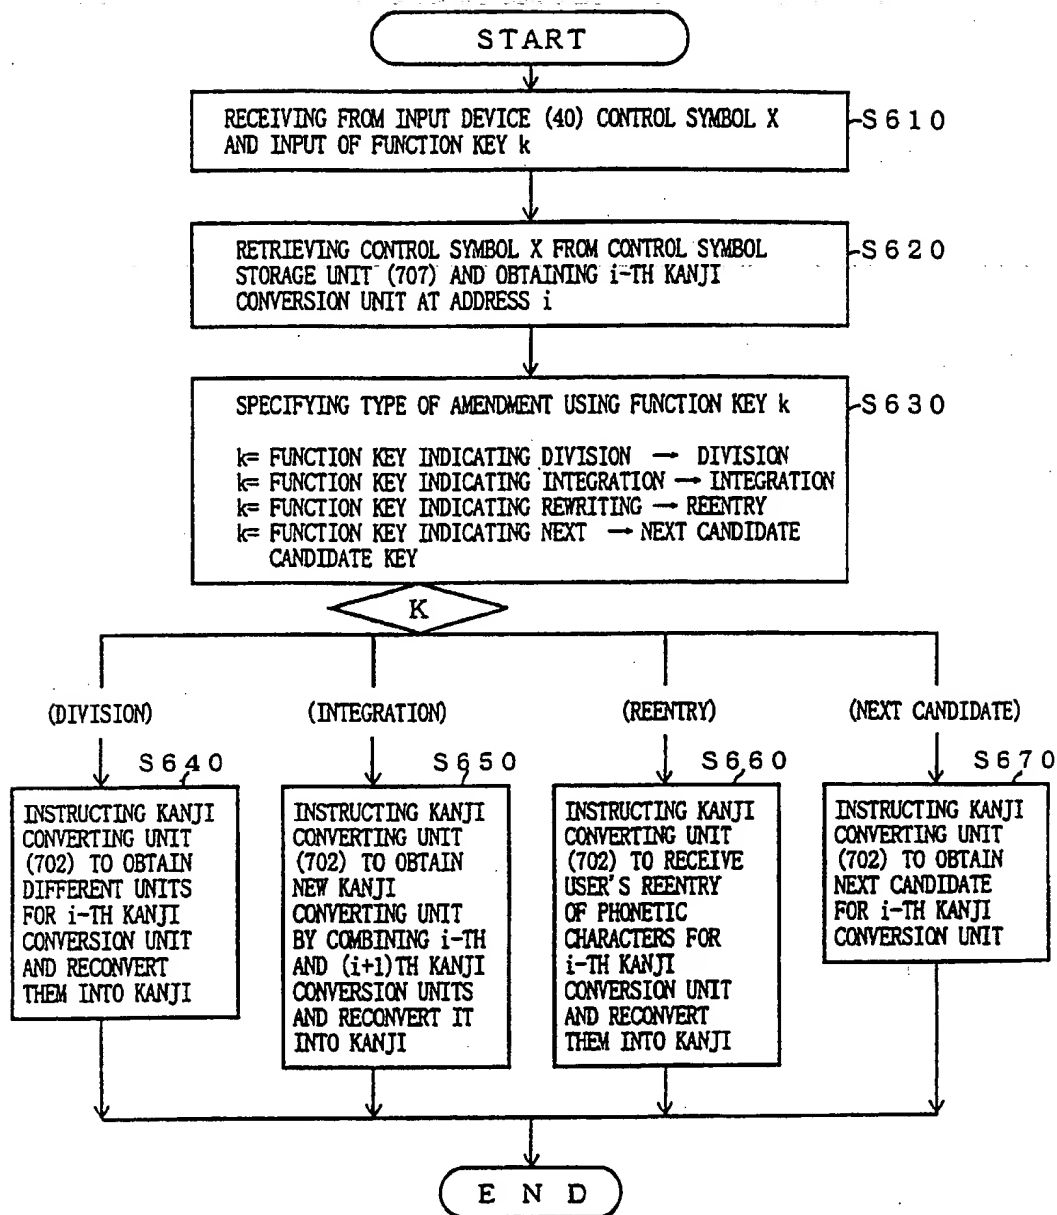 START
RECEIVING FROM INPUT DEVICE (40) CONTROL SYMBOL X
AND INPUT OF FUNCTION KEY k
S610
RETRIEVING CONTROL SYMBOL X FROM CONTROL SYMBOL
STORAGE UNIT (707) AND OBTAINING i-TH KANJI
CONVERSION UNIT AT ADDRESS i
S620
SPECIFYING TYPE OF AMENDMENT USING FUNCTION KEY k
S630
k= FUNCTION KEY INDICATING DIVISION → DIVISION
k= FUNCTION KEY INDICATING INTEGRATION → INTEGRATION
k= FUNCTION KEY INDICATING REWRITING → REENTRY
k= FUNCTION KEY INDICATING NEXT → NEXT CANDIDATE
CANDIDATE KEY
K
(DIVISION)
S640
INSTRUCTING KANJI
CONVERTING UNIT
(702) TO OBTAIN
DIFFERENT UNITS
FOR i-TH KANJI
CONVERSION UNIT
AND RECONVERT
THEM INTO KANJI
(INTEGRATION)
S650
INSTRUCTING KANJI
CONVERTING UNIT
(702) TO OBTAIN
NEW KANJI
CONVERTING UNIT
BY COMBINING i-TH
AND (i+1)TH KANJI
CONVERSION UNITS
AND RECONVERT IT
INTO KANJI
(REENTRY)
S660
INSTRUCTING KANJI
CONVERTING UNIT
(702) TO RECEIVE
USER'S REENTRY
OF PHONETIC
CHARACTERS FOR
i-TH KANJI
CONVERSION UNIT
AND RECONVERT
THEM INTO KANJI
(NEXT CANDIDATE)
S670
INSTRUCTING KANJI
CONVERTING UNIT
(702) TO OBTAIN
NEXT CANDIDATE
FOR i-TH KANJI
CONVERSION UNIT
END